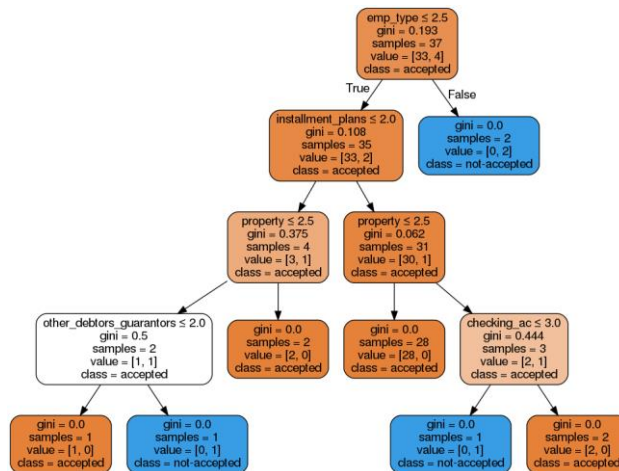 emp_type ≤ 2.5
gini = 0.193
samples = 37
value = [33, 4]
class = accepted
True
False
installment_plans ≤ 2.0
gini = 0.108
samples = 35
value = [33, 2]
class = accepted
gini = 0.0
samples = 2
value = [0, 2]
class = not-accepted
property ≤ 2.5
gini = 0.375
samples = 4
value = [3, 1]
class = accepted
property ≤ 2.5
gini = 0.062
samples = 31
value = [30, 1]
class = accepted
other_debtors_guarantors ≤ 2.0
gini = 0.5
samples = 2
value = [1, 1]
class = accepted
gini = 0.0
samples = 2
value = [2, 0]
class = accepted
gini = 0.0
samples = 28
value = [28, 0]
class = accepted
checking_ac ≤ 3.0
gini = 0.444
samples = 3
value = [2, 1]
class = accepted
gini = 0.0
samples = 1
value = [1, 0]
class = accepted
gini = 0.0
samples = 1
value = [0, 1]
class = not-accepted
gini = 0.0
samples = 1
value = [0, 1]
class = not-accepted
gini = 0.0
samples = 2
value = [2, 0]
class = accepted